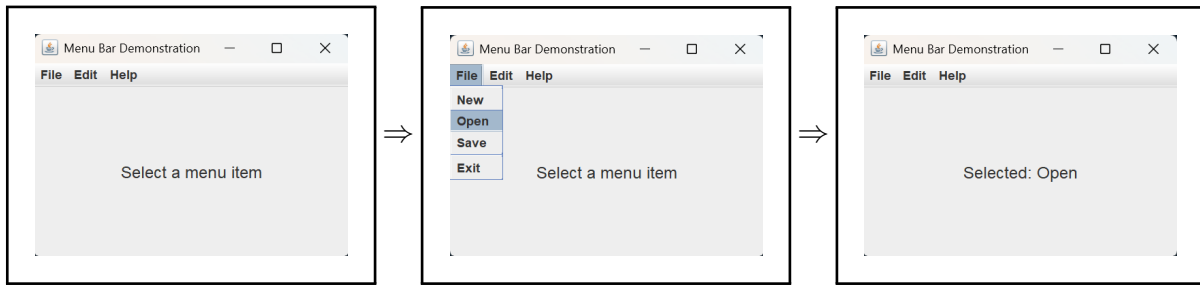 Menu Bar Demonstration
File Edit Help
Select a menu item
⇒
Menu Bar Demonstration
File Edit Help
New
Open
Save
Exit
Select a menu item
⇒
Menu Bar Demonstration
File Edit Help
Selected: Open